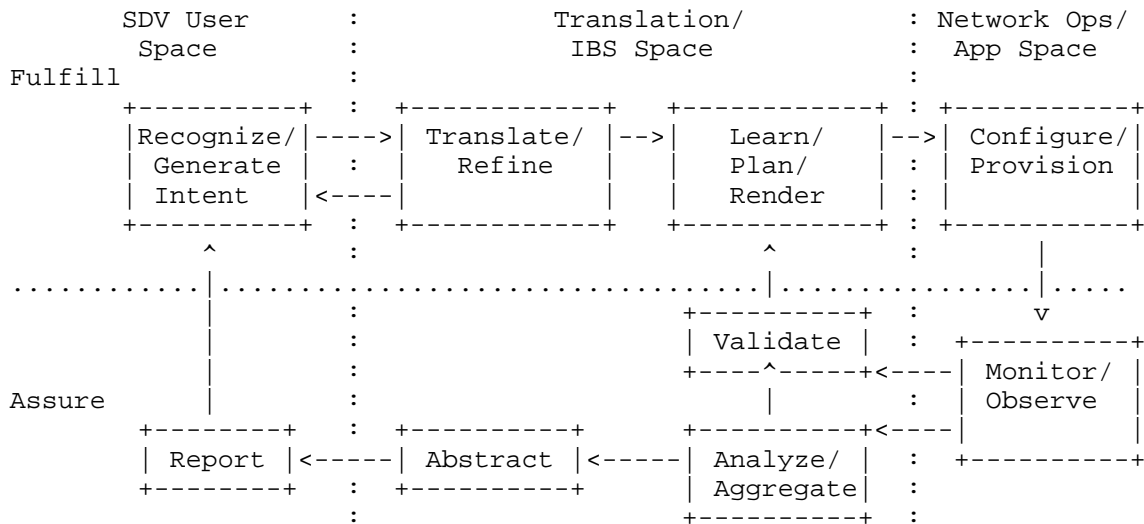 SDV User       :            Translation/            : Network Ops/
         Space         :             IBS Space              :  App Space
Fulfill                :                                    :
       +----------+  :  +------------+   +------------+ : +-----------+
       |Recognize/|---->| Translate/ |-->|   Learn/   |-->| Configure/|
       | Generate |  :  |   Refine   |   |   Plan/    | : | Provision |
       | Intent   |<----|            |   |   Render   | : |           |
       +----------+  :  +------------+   +------------+ : +-----------+
            ^        :                         ^        :       |
............|..................................|................|.....
            |        :                    +----------+  :       v
            |        :                    | Validate |  :  +----------+
            |        :                    +----^-----+<----| Monitor/ |
Assure      |        :                         |        :  | Observe  |
        +--------+   :  +----------+      +----------+<----|          |
        | Report |<-----| Abstract |<-----| Analyze/ |  :  +----------+
        +--------+   :  +----------+      | Aggregate|  :
                     :                    +----------+  :